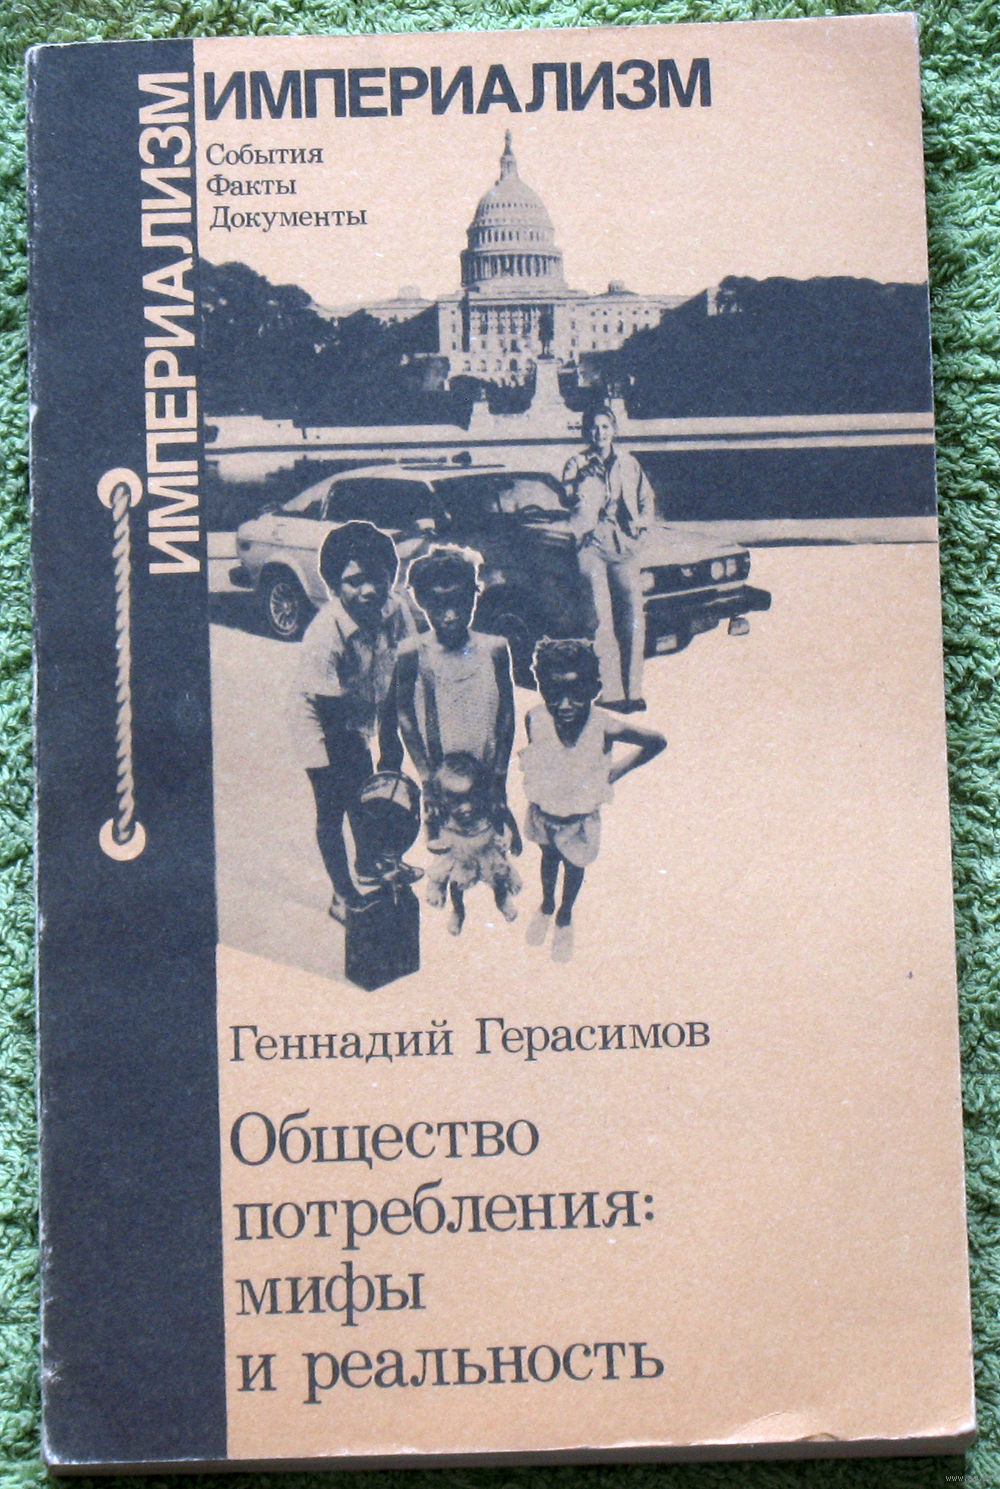 ИМПЕРИАЛИЗМ
ИМПЕРИАЛИЗМ
События
Факты
Документы
Геннадий Герасимов
Общество
потребления:
мифы
и реальность